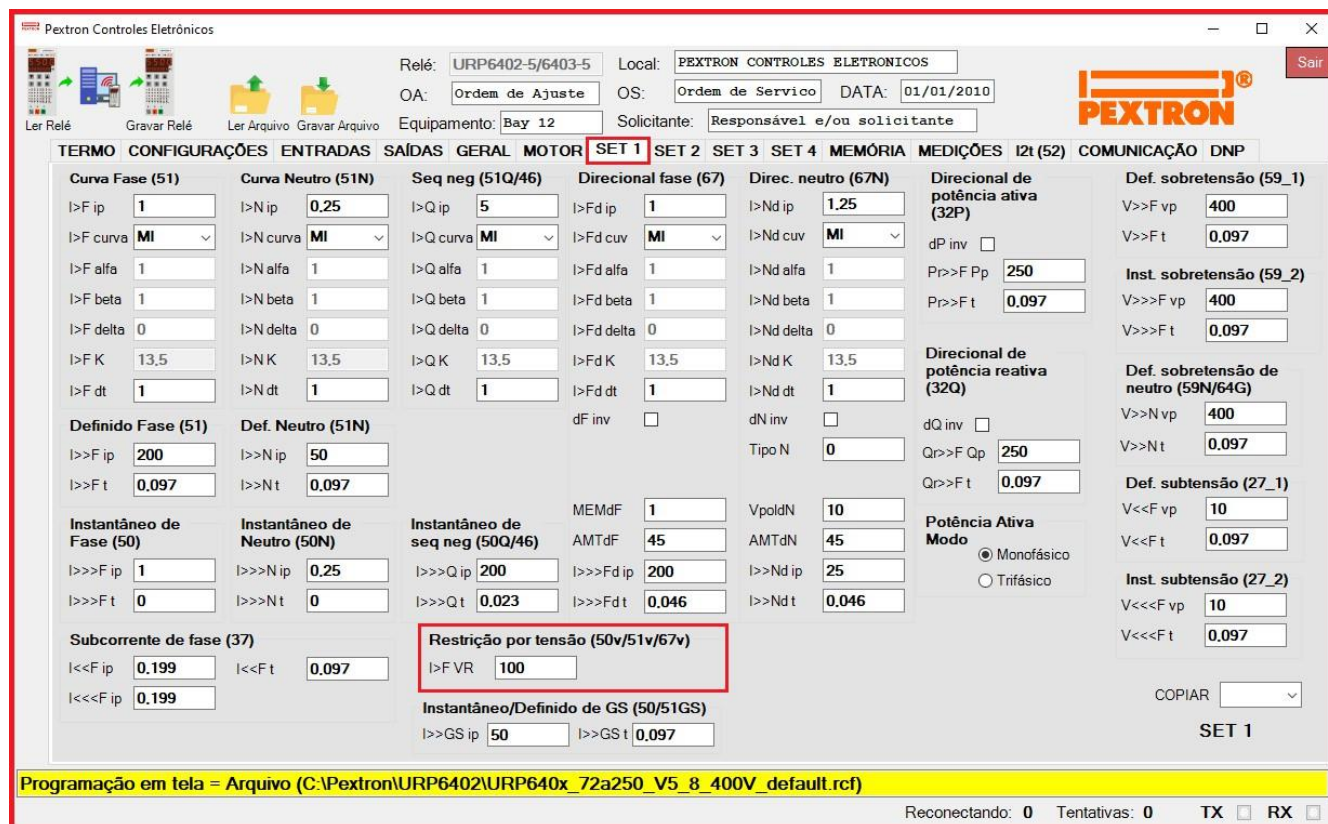 Pextron Controles Eletrônicos
Ler Relé
Gravar Relé
Ler Arquivo
Gravar Arquivo
Relé: URP6402-5/6403-5
Local: PEXTRON CONTROLES ELETRONICOS
OA: Ordem de Ajuste
OS: Ordem de Servico
DATA: 01/01/2010
Equipamento: Bay 12
Solicitante: Responsável e/ou solicitante
PEXTRON®
Sair
TERMO CONFIGURAÇÕES ENTRADAS SAÍDAS GERAL MOTOR SET 1 SET 2 SET 3 SET 4 MEMÓRIA MEDIÇÕES I2t (52) COMUNICAÇÃO DNP
Curva Fase (51)
I>F ip 1
I>F curva MI
I>F alfa 1
I>F beta 1
I>F delta 0
I>F K 13,5
I>F dt 1
Definido Fase (51)
I>>F ip 200
I>>F t 0,097
Instantâneo de
Fase (50)
I>>>F ip 1
I>>>F t 0
Subcorrente de fase (37)
I<<F ip 0,199
I<<F t 0,097
I<<<F ip 0,199
Curva Neutro (51N)
I>N ip 0,25
I>N curva MI
I>N alfa 1
I>N beta 1
I>N delta 0
I>N K 13,5
I>N dt 1
Def. Neutro (51N)
I>>N ip 50
I>>N t 0,097
Instantâneo de
Neutro (50N)
I>>>N ip 0,25
I>>>N t 0
Seq neg (51Q/46)
I>Q ip 5
I>Q curva MI
I>Q alfa 1
I>Q beta 1
I>Q delta 0
I>Q K 13,5
I>Q dt 1
Instantâneo de
seq neg (50Q/46)
I>>>Q ip 200
I>>>Q t 0,023
Restrição por tensão (50v/51v/67v)
I>F VR 100
Instantâneo/Definido de GS (50/51GS)
I>>GS ip 50
I>>GS t 0,097
Direcional fase (67)
I>Fd ip 1
I>Fd cuv MI
I>Fd alfa 1
I>Fd beta 1
I>Fd delta 0
I>Fd K 13,5
I>Fd dt 1
dF inv
MEMdF 1
AMTdF 45
I>>>Fd ip 200
I>>>Fd t 0,046
Direc. neutro (67N)
I>Nd ip 1.25
I>Nd cuv MI
I>Nd alfa 1
I>Nd beta 1
I>Nd delta 0
I>Nd K 13,5
I>Nd dt 1
dN inv
Tipo N 0
VpoldN 10
AMTdN 45
I>>Nd ip 25
I>>Nd t 0,046
Direcional de
potência ativa
(32P)
dP inv
Pr>>F Pp 250
Pr>>F t 0,097
Direcional de
potência reativa
(32Q)
dQ inv
Qr>>F Qp 250
Qr>>F t 0,097
Potência Ativa
Modo
Monofásico
Trifásico
Def. sobretensão (59_1)
V>>F vp 400
V>>F t 0,097
Inst. sobretensão (59_2)
V>>>F vp 400
V>>>F t 0,097
Def. sobretensão de
neutro (59N/64G)
V>>N vp 400
V>>N t 0,097
Def. subtensão (27_1)
V<<F vp 10
V<<F t 0,097
Inst. subtensão (27_2)
V<<<F vp 10
V<<<F t 0,097
COPIAR
SET 1
Programação em tela = Arquivo (C:\Pextron\URP6402\URP640x_72a250_V5_8_400V_default.rcf)
Reconectando: 0 Tentativas: 0 TX RX